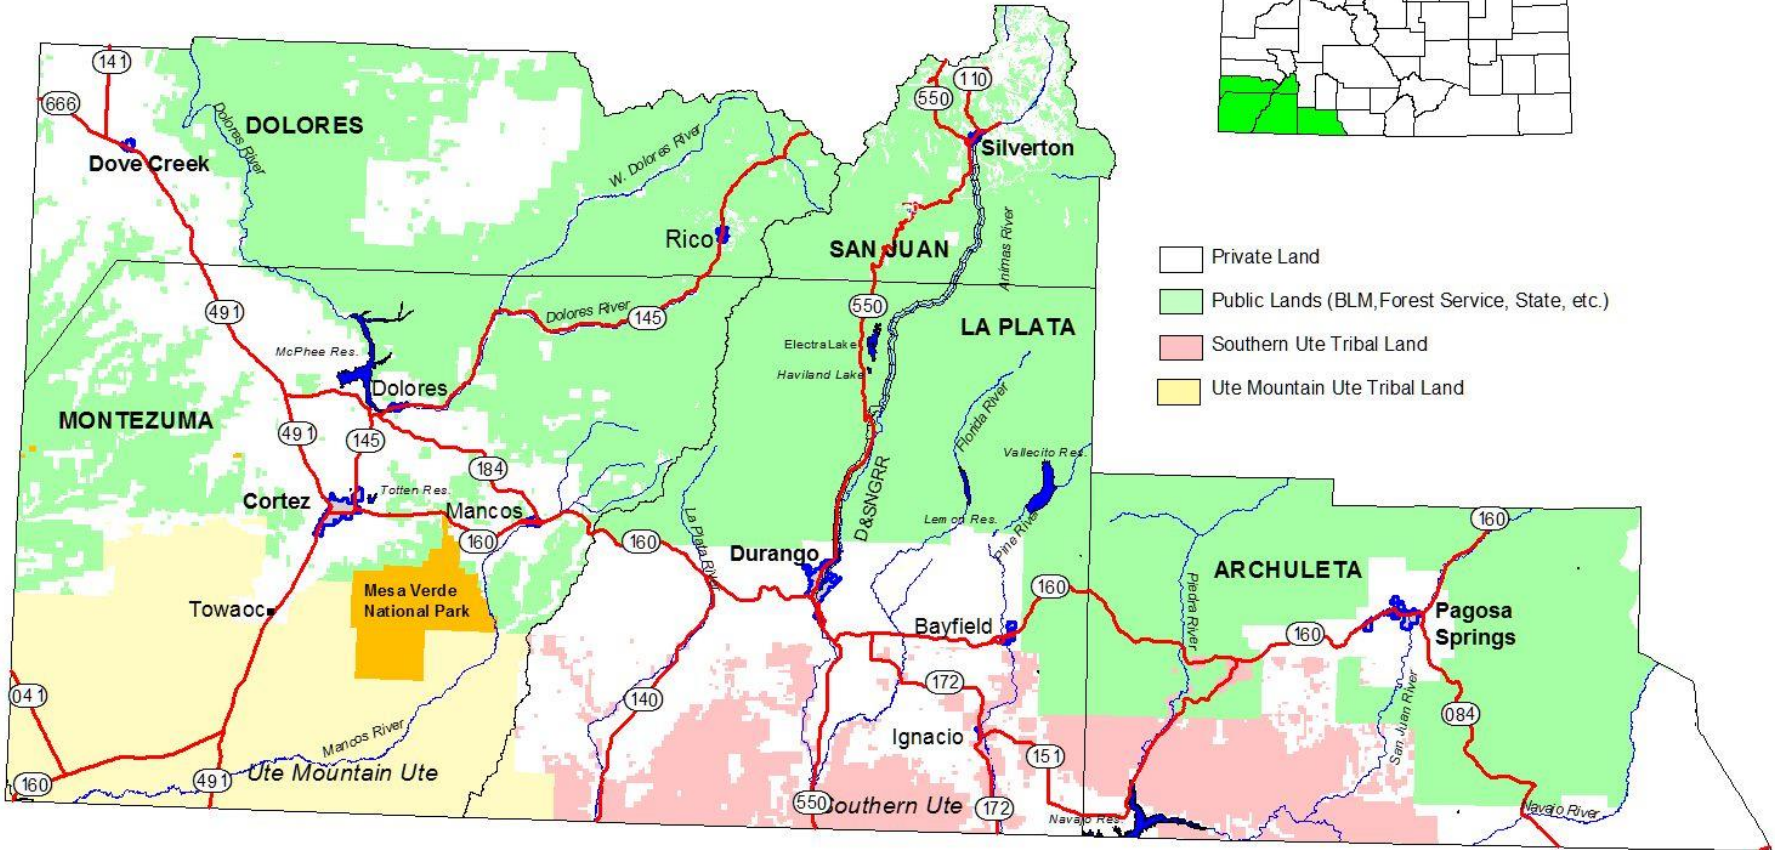 141
666
DOLORES
Dove Creek
Dolores River
W. Dolores River
Rico
550
110
Silverton
SAN JUAN
Animas River
Private Land
Public Lands (BLM,Forest Service, State, etc.)
Southern Ute Tribal Land
Ute Mountain Ute Tribal Land
491
Dolores River
145
550
LA PLATA
Electra Lake
Haviland Lake
McPhee Res.
Dolores
MONTEZUMA
491
145
184
Florida River
Vallecito Res.
Cortez
Totten Res.
Mancos
160
160
La Plata River
D&SNGRR
Lemon Res.
Pine River
Durango
160
Piedra River
ARCHULETA
160
Towaoc
Mesa Verde
National Park
Bayfield
160
Pagosa
Springs
041
140
172
San Juan River
084
Mancos River
Ignacio
151
160
491
Ute Mountain Ute
550
Southern Ute
172
Navajo Res.
Navajo River